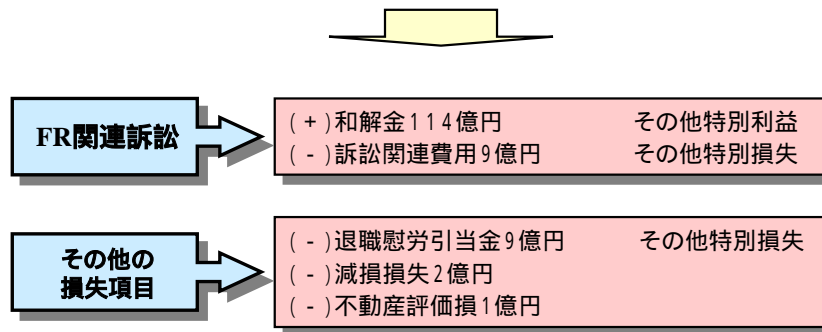 FR関連訴訟
(+)和解金114億円 その他特別利益
(-)訴訟関連費用9億円 その他特別損失
その他の
損失項目
(-)退職慰労引当金9億円 その他特別損失
(-)減損損失2億円
(-)不動産評価損1億円